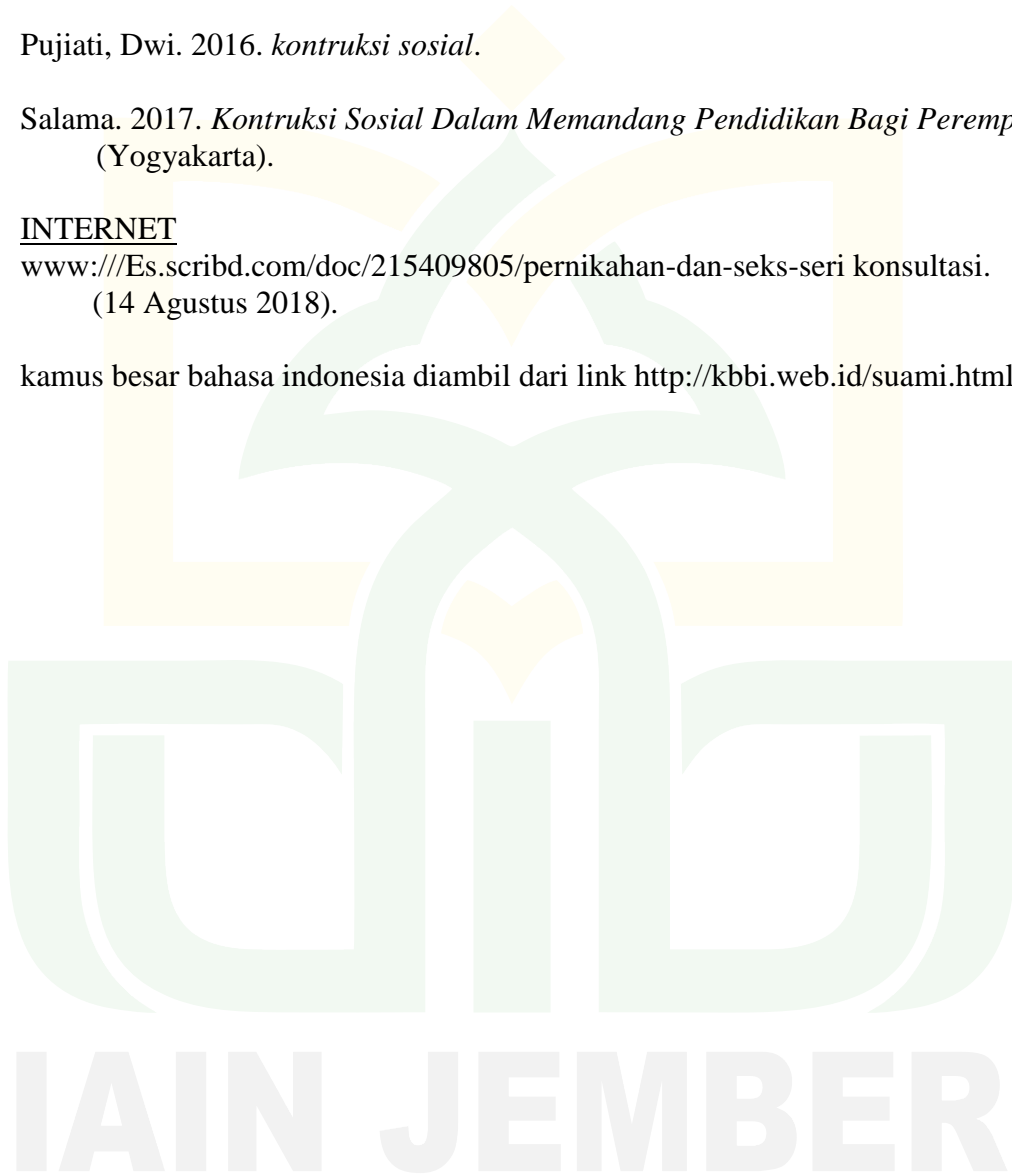 Pujiati, Dwi. 2016. kontruksi sosial.
Salama. 2017. Kontruksi Sosial Dalam Memandang Pendidikan Bagi
(Yogyakarta).
INTERNET
www:///Es.scribd.com/doc/215409805/pernikahan-dan-seks-seri konsultasi.
(14 Agustus 2018).
kamus besar bahasa indonesia diambil dari link http://kbbi.web.id/suami.html
IAIN JEMBER